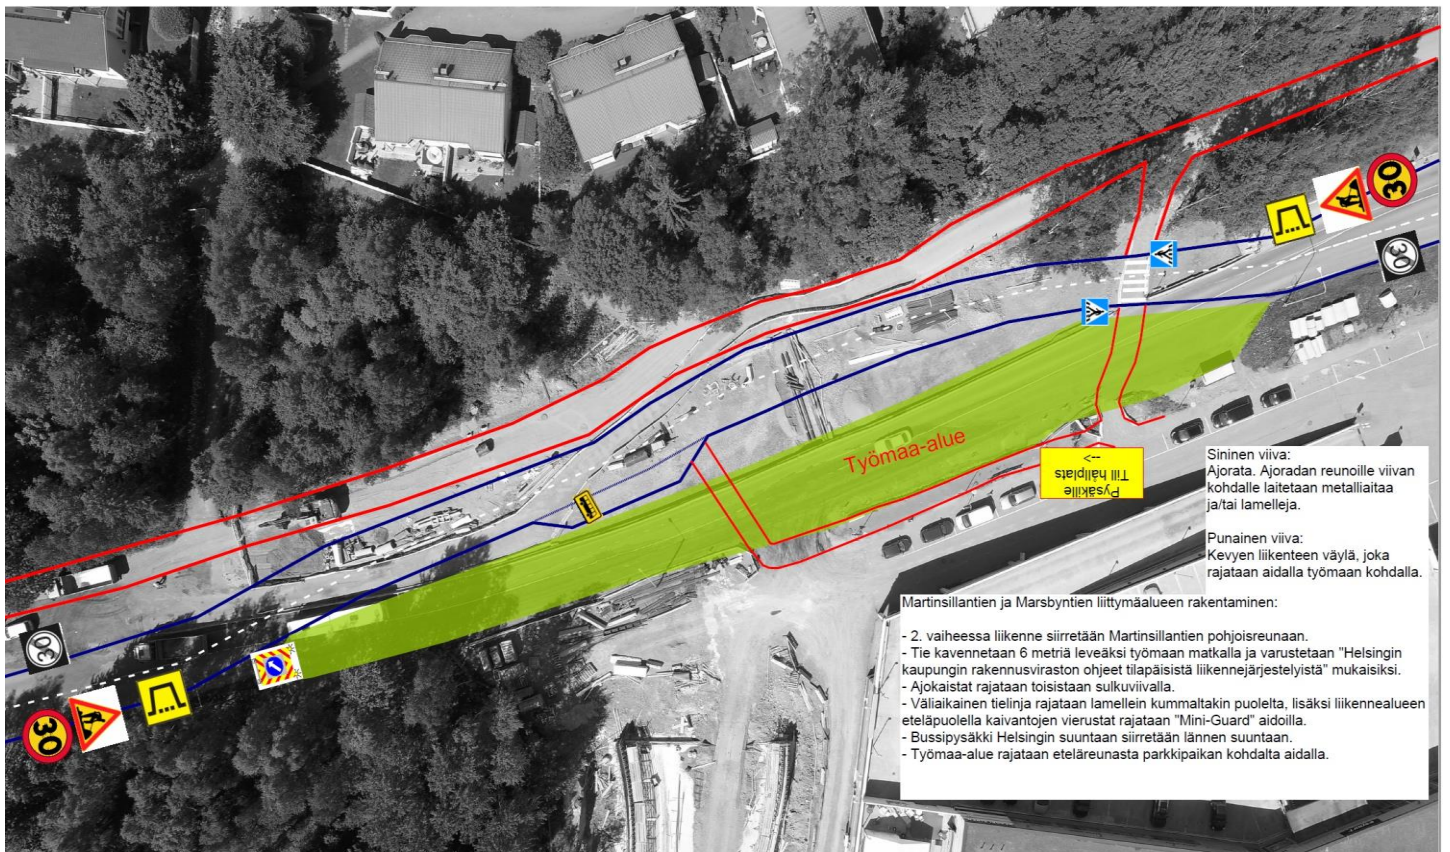 30
30
Työmaa-alue
Pysäkille
Till hållplats
-->
Sininen viiva:
Ajorata. Ajoradan reunoille viivan
kohdalle laitetaan metalliaitaa
ja/tai lamelleja.
Punainen viiva:
Kevyen liikenteen väylä, joka
rajataan aidalla työmaan kohdalla.
Martinsillantien ja Marsbyntien liittymäalueen rakentaminen:
- 2. vaiheessa liikenne siirretään Martinsillantien pohjoisreunaan.
- Tie kavennetaan 6 metriä leveäksi työmaan matkalla ja varustetaan "Helsingin
kaupungin rakennusviraston ohjeet tilapäisistä liikennejärjestelyistä" mukaisiksi.
- Ajokaistat rajataan toisistaan sulkuviivalla.
- Väliaikainen tielinja rajataan lamellein kummaltakin puolelta, lisäksi liikennealueen
eteläpuolella kaivantojen vierustat rajataan "Mini-Guard" aidoilla.
- Bussipysäkki Helsingin suuntaan siirretään lännen suuntaan.
- Työmaa-alue rajataan eteläreunasta parkkipaikan kohdalta aidalla.
30
30